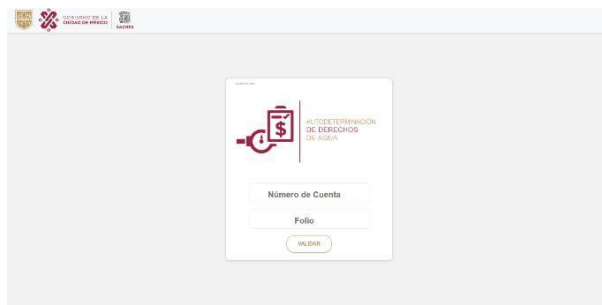 GOBIERNO DE LA
CIUDAD DE MÉXICO
SACMEX
AUTODETERMINACIÓN
DE DERECHOS
DE AGUA
Número de Cuenta
Folio
VALIDAR